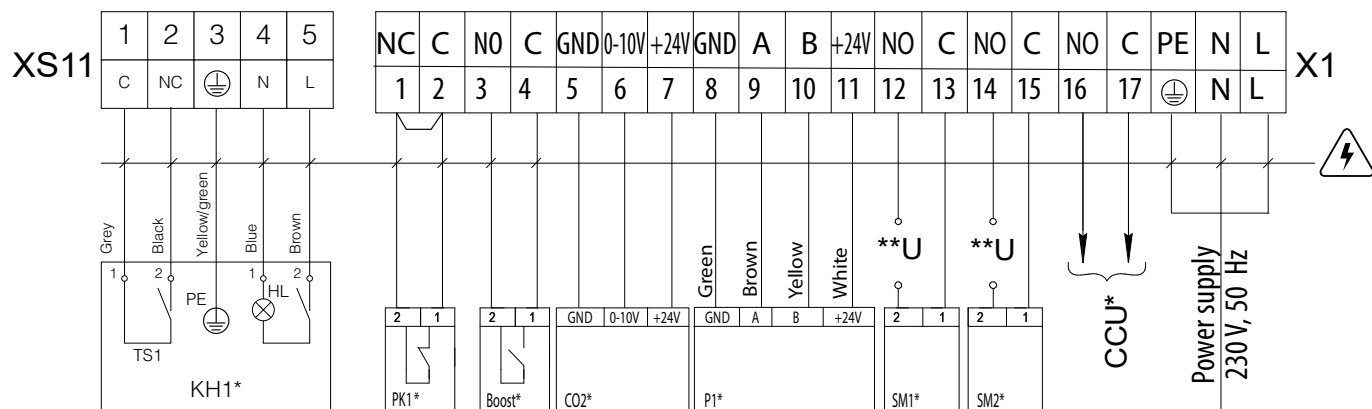 XS11
1 2 3 4 5
C NC N L
NC C NO C GND 0-10V +24V GND A B +24V NO C NO C NO C PE N L
1 2 3 4 5 6 7 8 9 10 11 12 13 14 15 16 17 N L
X1
Grey
Black
Yellow/green
Blue
Brown
1 2 1 2
PE
HL
TS1
KH1*
2 1
PK1*
2 1
Boost*
GND 0-10V +24V
CO2*
Green
Brown
Yellow
White
GND A B +24V
P1*
**U
2 1
SM1*
**U
2 1
SM2*
CCU*
Power supply
230 V, 50 Hz